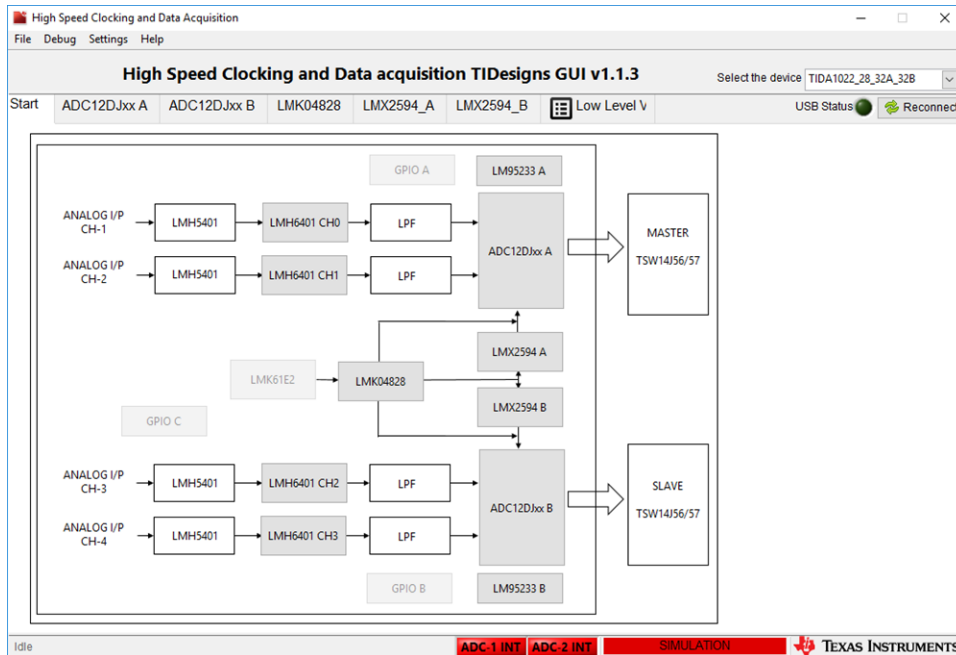 High Speed Clocking and Data Acquisition
File Debug Settings Help
High Speed Clocking and Data acquisition TIDesigns GUI v1.1.3
Select the device TIDA1022_28_32A_32B
Start ADC12DJxx A ADC12DJxx B LMK04828 LMX2594_A LMX2594_B Low Level V
USB Status Reconnect
GPIO A
LM95233 A
ANALOG I/P
CH-1
LMH5401
LMH6401 CH0
LPF
ADC12DJxx A
MASTER
TSW14J56/57
ANALOG I/P
CH-2
LMH5401
LMH6401 CH1
LPF
LMX2594 A
LMK61E2
LMK04828
LMX2594 B
GPIO C
ANALOG I/P
CH-3
LMH5401
LMH6401 CH2
LPF
ADC12DJxx B
SLAVE
TSW14J56/57
ANALOG I/P
CH-4
LMH5401
LMH6401 CH3
LPF
GPIO B
LM95233 B
Idle
ADC-1 INT ADC-2 INT SIMULATION TEXAS INSTRUMENTS